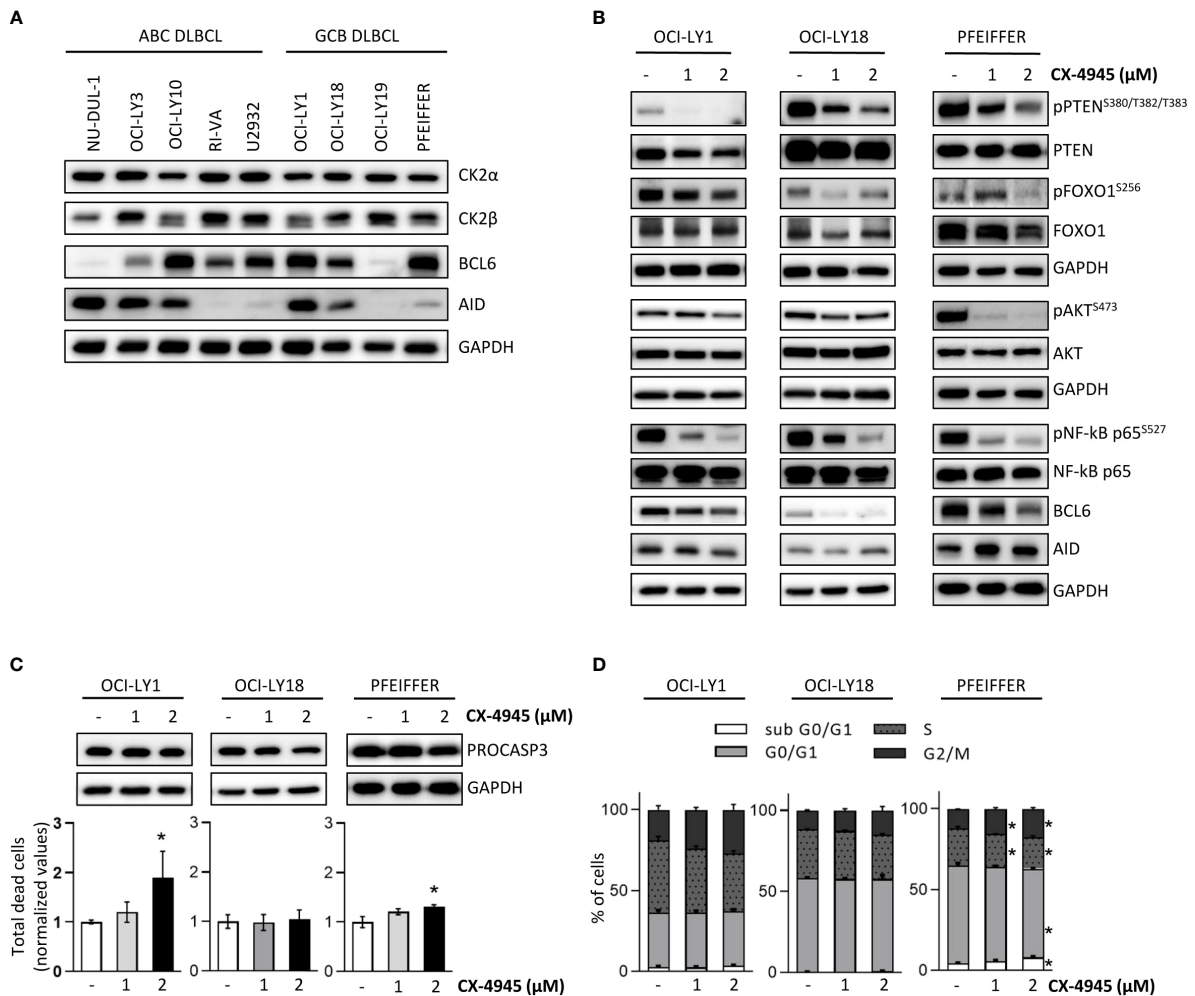 A
ABC DLBCL GCB DLBCL
NU-DUL-1 OCI-LY3 OCI-LY10 RI-VA U2932 OCI-LY1 OCI-LY18 OCI-LY19 PFEIFFER
CK2α
CK2β
BCL6
AID
GAPDH
B
OCI-LY1 OCI-LY18 PFEIFFER
- 1 2 - 1 2 - 1 2 CX-4945 (μM)
pPTENS380/T382/T383
PTEN
pFOXO1S256
FOXO1
GAPDH
pAKTS473
AKT
GAPDH
pNF-kB p65S527
NF-kB p65
BCL6
AID
GAPDH
C
OCI-LY1 OCI-LY18 PFEIFFER
- 1 2 - 1 2 - 1 2 CX-4945 (μM)
PROCASP3
GAPDH
Total dead cells
(normalized values)
3 3 3
2 2 2
1 1 1
0 0 0
* *
- 1 2 - 1 2 - 1 2 CX-4945 (μM)
D
OCI-LY1 OCI-LY18 PFEIFFER
sub G0/G1 S
G0/G1 G2/M
% of cells
100 100 100
50 50 50
0 0 0
* *
* *
*
*
- 1 2 - 1 2 - 1 2
CX-4945 (μM)